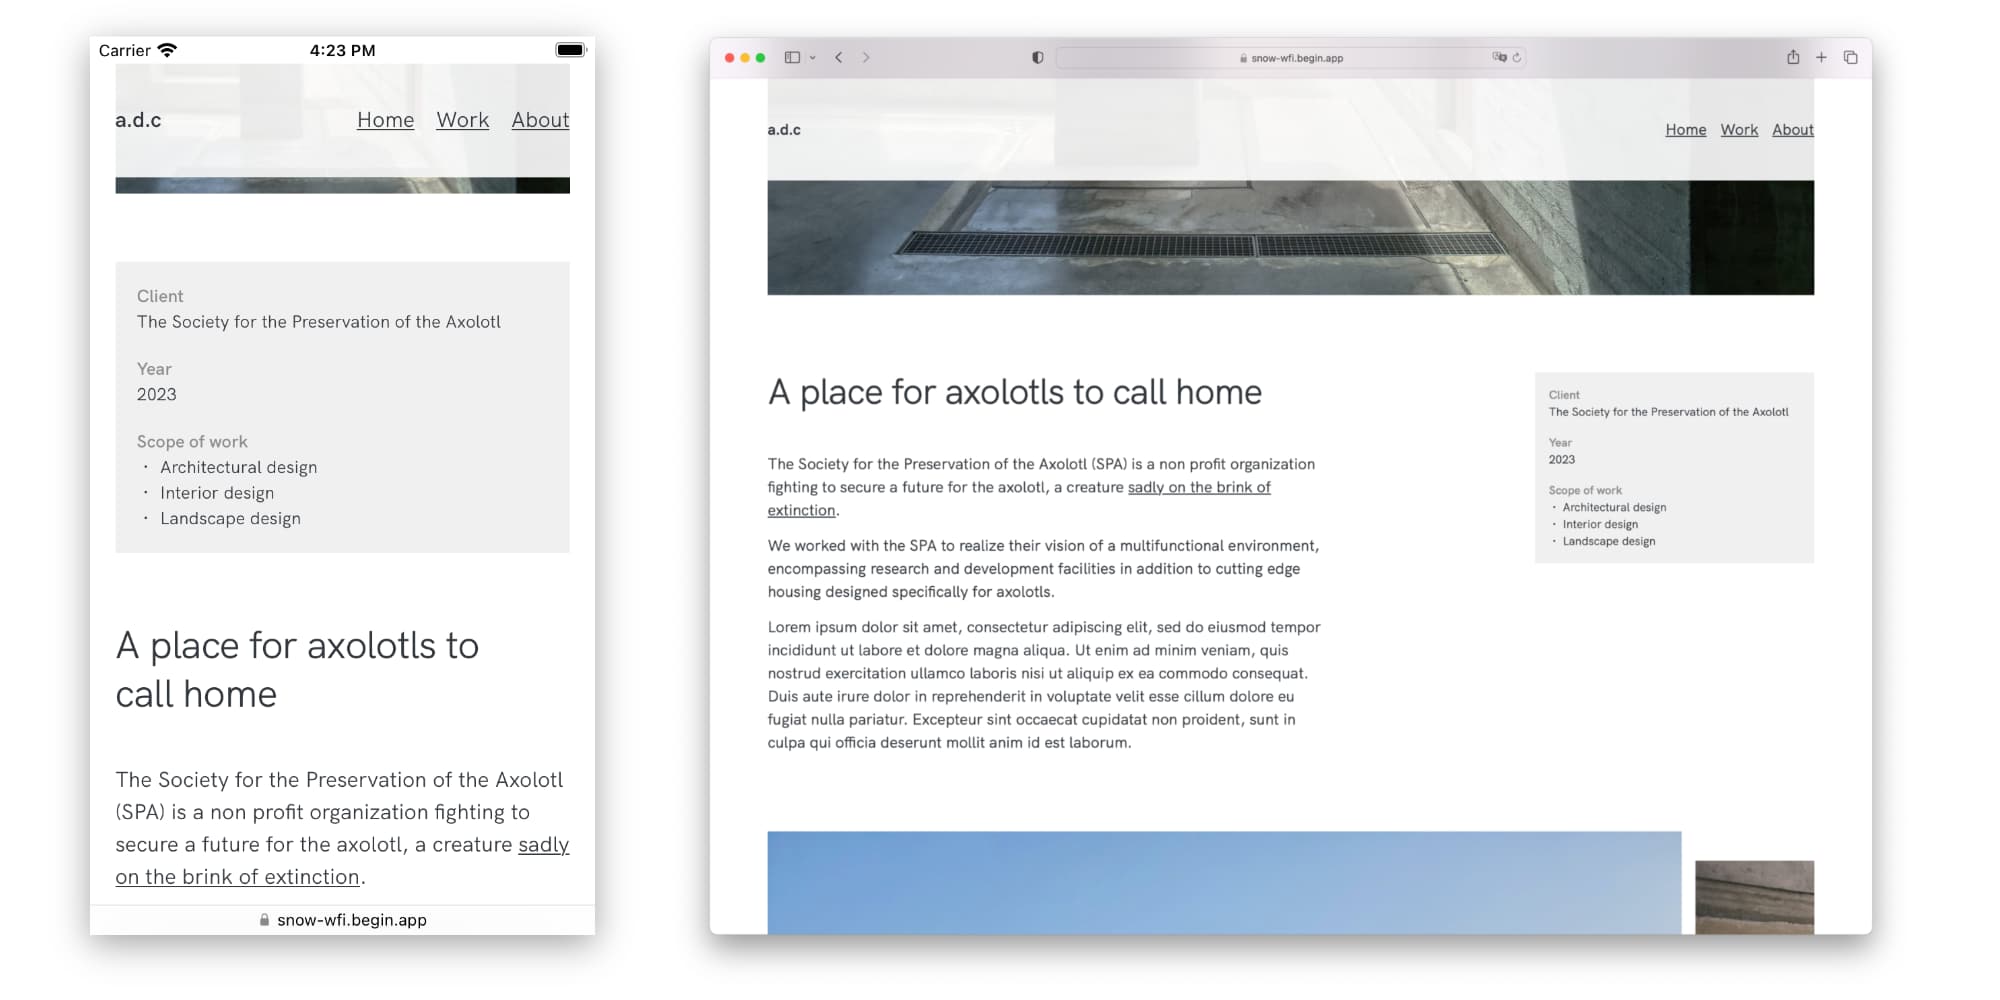 Carrier
4:23 PM
a.d.c
Home Work About
Client
The Society for the Preservation of the Axolotl
Year
2023
Scope of work
· Architectural design
· Interior design
· Landscape design
A place for axolotls to
call home
The Society for the Preservation of the Axolotl
(SPA) is a non profit organization fighting to
secure a future for the axolotl, a creature sadly
on the brink of extinction.
snow-wfi.begin.app
snow-wfi.begin.app
a.d.c
Home Work About
A place for axolotls to call home
The Society for the Preservation of the Axolotl (SPA) is a non profit organization
fighting to secure a future for the axolotl, a creature sadly on the brink of
extinction.
We worked with the SPA to realize their vision of a multifunctional environment,
encompassing research and development facilities in addition to cutting edge
housing designed specifically for axolotls.
Lorem ipsum dolor sit amet, consectetur adipiscing elit, sed do eiusmod tempor
incididunt ut labore et dolore magna aliqua. Ut enim ad minim veniam, quis
nostrud exercitation ullamco laboris nisi ut aliquip ex ea commodo consequat.
Duis aute irure dolor in reprehenderit in voluptate velit esse cillum dolore eu
fugiat nulla pariatur. Excepteur sint occaecat cupidatat non proident, sunt in
culpa qui officia deserunt mollit anim id est laborum.
Client
The Society for the Preservation of the Axolotl
Year
2023
Scope of work
· Architectural design
· Interior design
· Landscape design